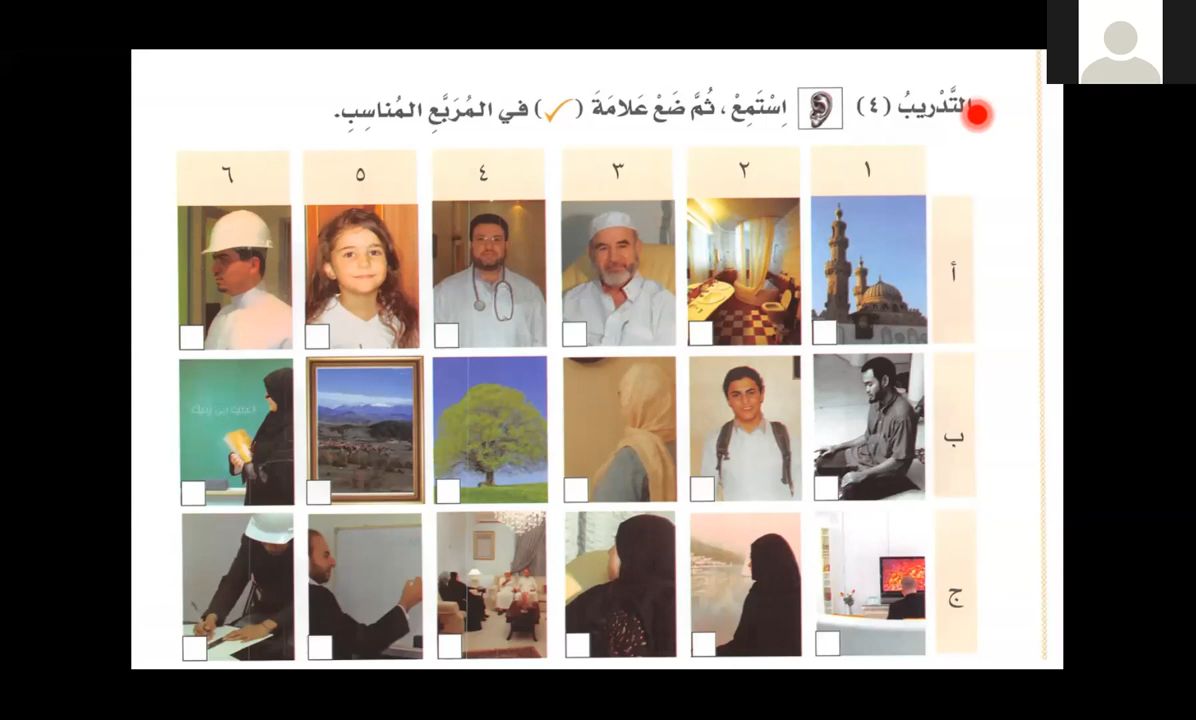 التَّدْرِيبُ (٤) اِسْتَمِعْ، ثُمَّ ضَعْ عَلامَةَ (✓) في المُرَبَّعِ المُناسِبِ.
١ ٢ ٣ ٤ ٥ ٦
أ
ب
ج